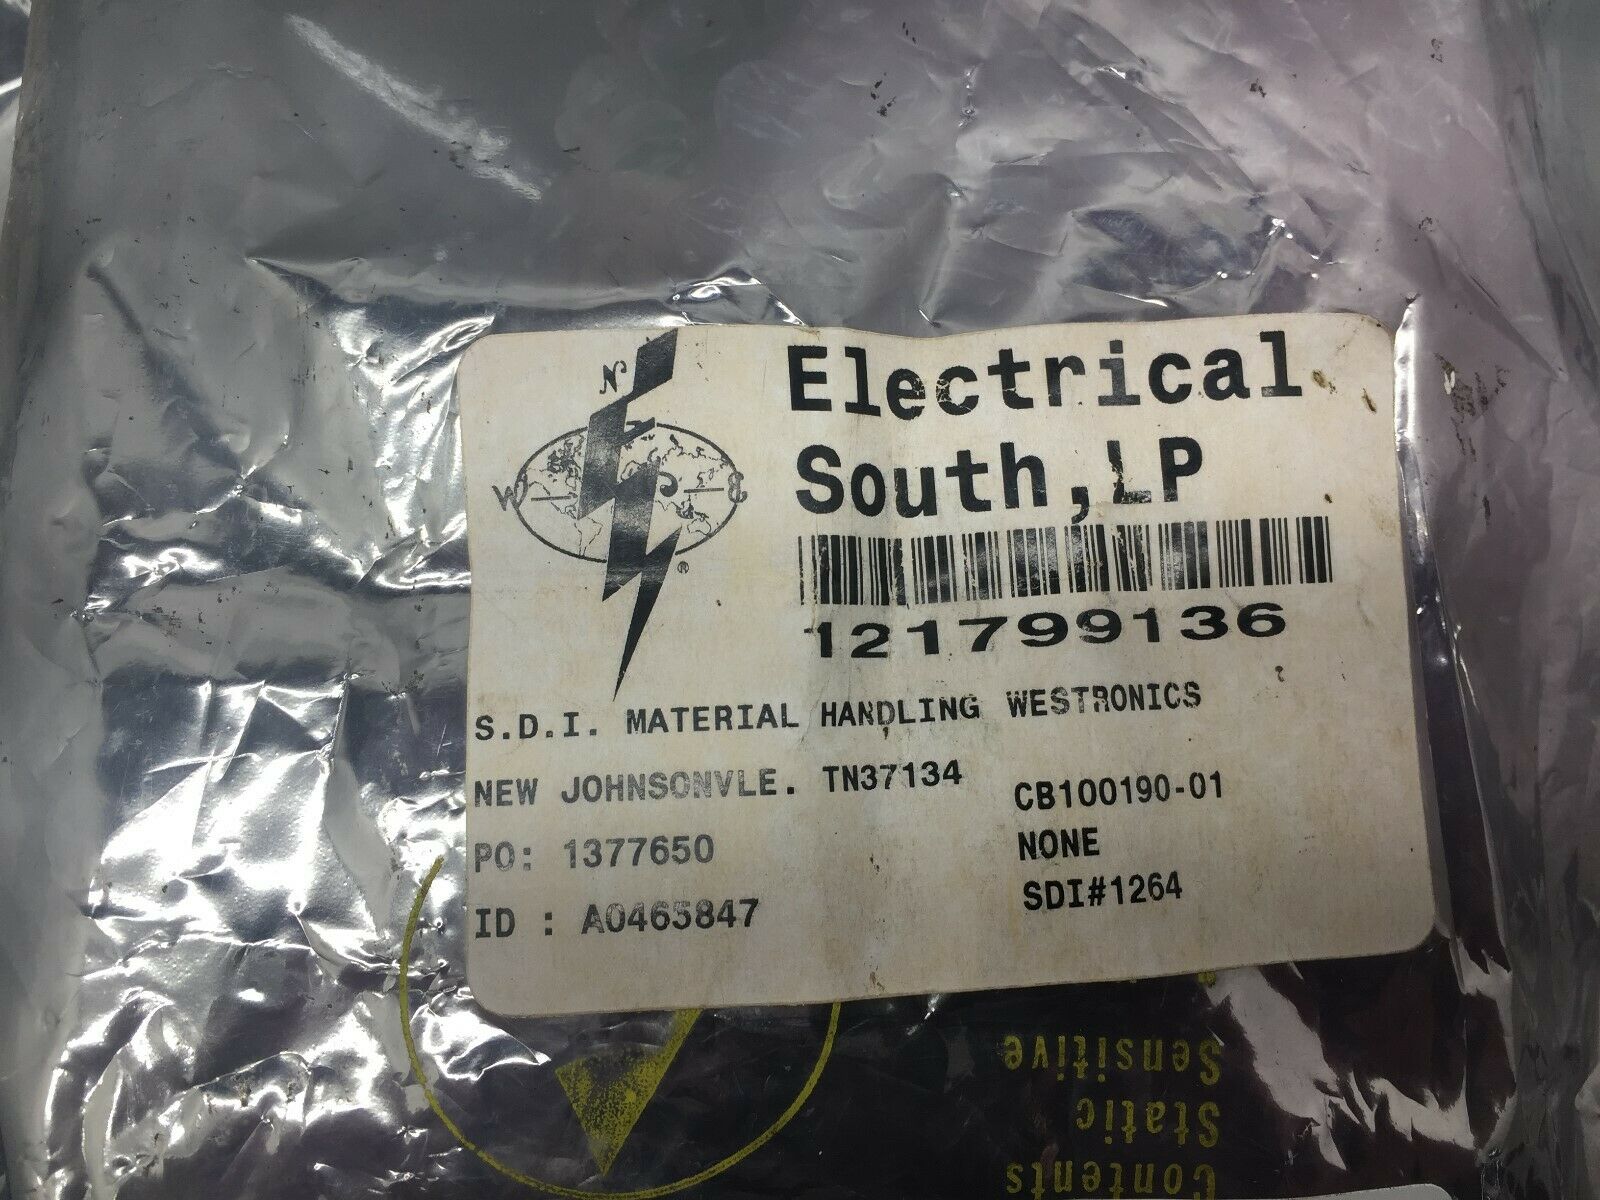 N
W
S
E
®
Electrical
South,LP
121799136
S.D.I. MATERIAL HANDLING WESTRONICS
NEW JOHNSONVLE. TN37134
CB100190-01
PO: 1377650
NONE
ID : A0465847
SDI#1264
Contents
Static
Sensitive